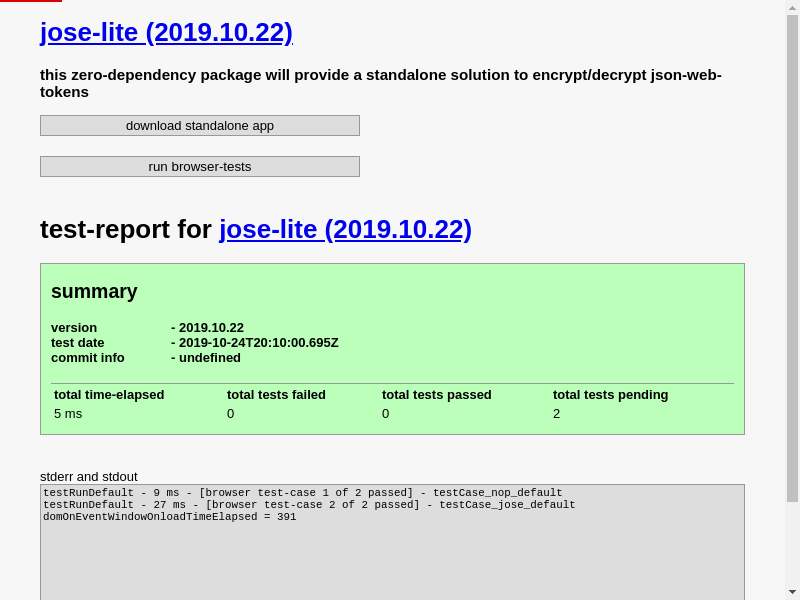 jose-lite (2019.10.22)
this zero-dependency package will provide a standalone solution to encrypt/decrypt json-web-
tokens
download standalone app
run browser-tests
test-report for jose-lite (2019.10.22)
summary
version - 2019.10.22
test date - 2019-10-24T20:10:00.695Z
commit info - undefined
total time-elapsed total tests failed total tests passed total tests pending
5 ms 0 0 2
stderr and stdout
testRunDefault - 9 ms - [browser test-case 1 of 2 passed] - testCase_nop_default
testRunDefault - 27 ms - [browser test-case 2 of 2 passed] - testCase_jose_default
domOnEventWindowOnloadTimeElapsed = 391